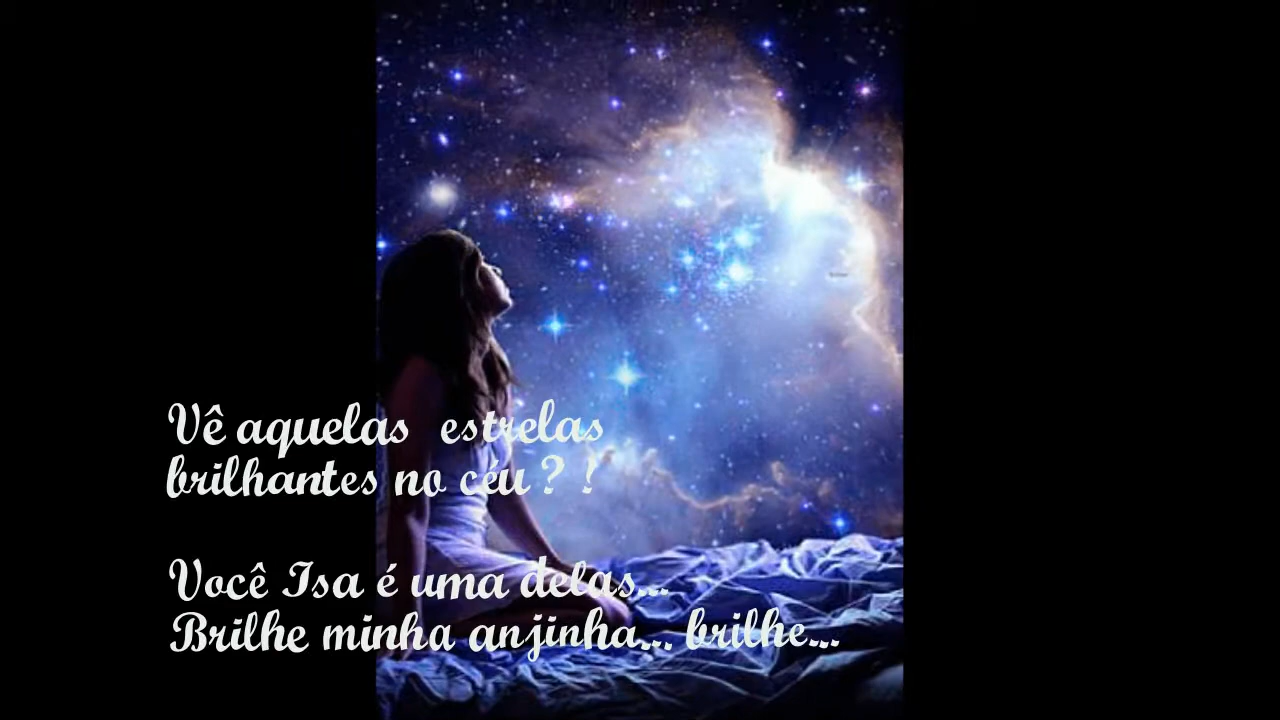 Vê aquelas estrelas
brilhantes no céu ? !
Você Isa é uma delas...
Brilhe minha anjinha... brilhe...